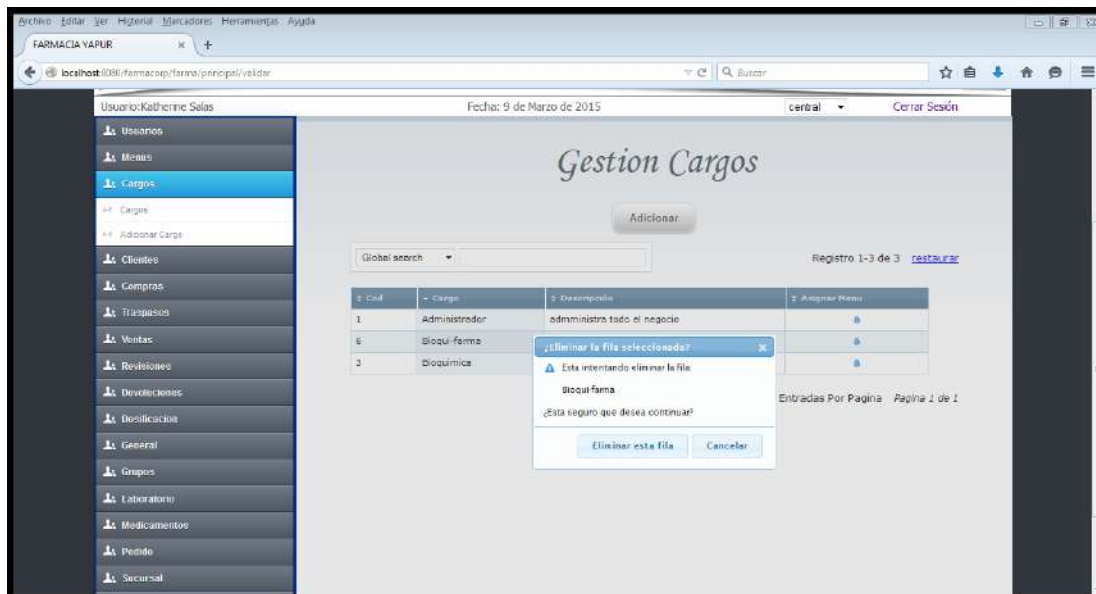 Archivo Editar Ver Historial Marcadores Herramientas Ayuda
FARMACIA YAPUR
localhost:8080/farmacorp/farma/principal/validar
Buscar
Usuario:Katherine Salas
Fecha: 9 de Marzo de 2015
central
Cerrar Sesión
Usuarios
Menus
Cargos
Cargos
Adicionar Cargo
Clientes
Compras
Traspasos
Ventas
Revisiones
Devoluciones
Dosificacion
General
Grupos
Laboratorio
Medicamentos
Pedido
Sucursal
Gestion Cargos
Adicionar
Global search
Registro 1-3 de 3 restaurar
Cod Cargo Descripción Asignar Menu
1 Administrador admministra todo el negocio
6 Bioqui-farma
3 Bioquimica
¿Eliminar la fila seleccionada?
Esta intentando eliminar la fila
Bioqui-farma
¿Esta seguro que desea continuar?
Eliminar esta fila Cancelar
Entradas Por Pagina Pagina 1 de 1